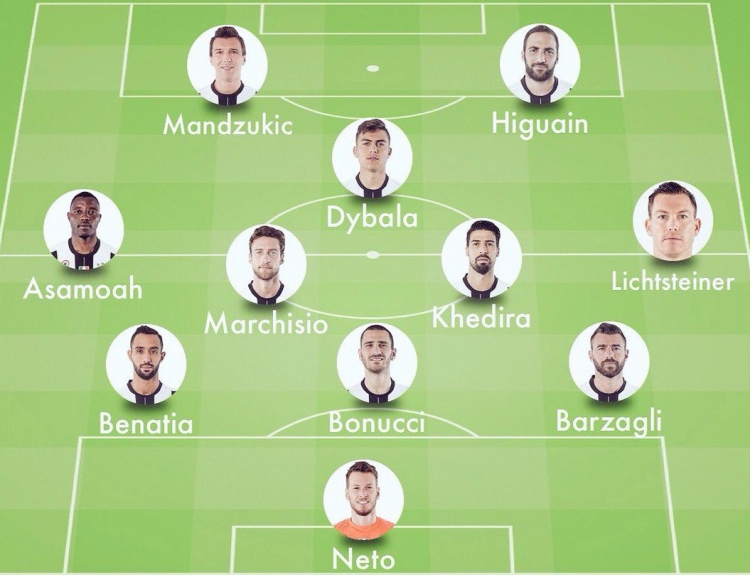 Mandzukic
Higuain
Dybala
Asamoah
Lichtsteiner
Marchisio
Khedira
Benatia
Bonucci
Barzagli
Neto